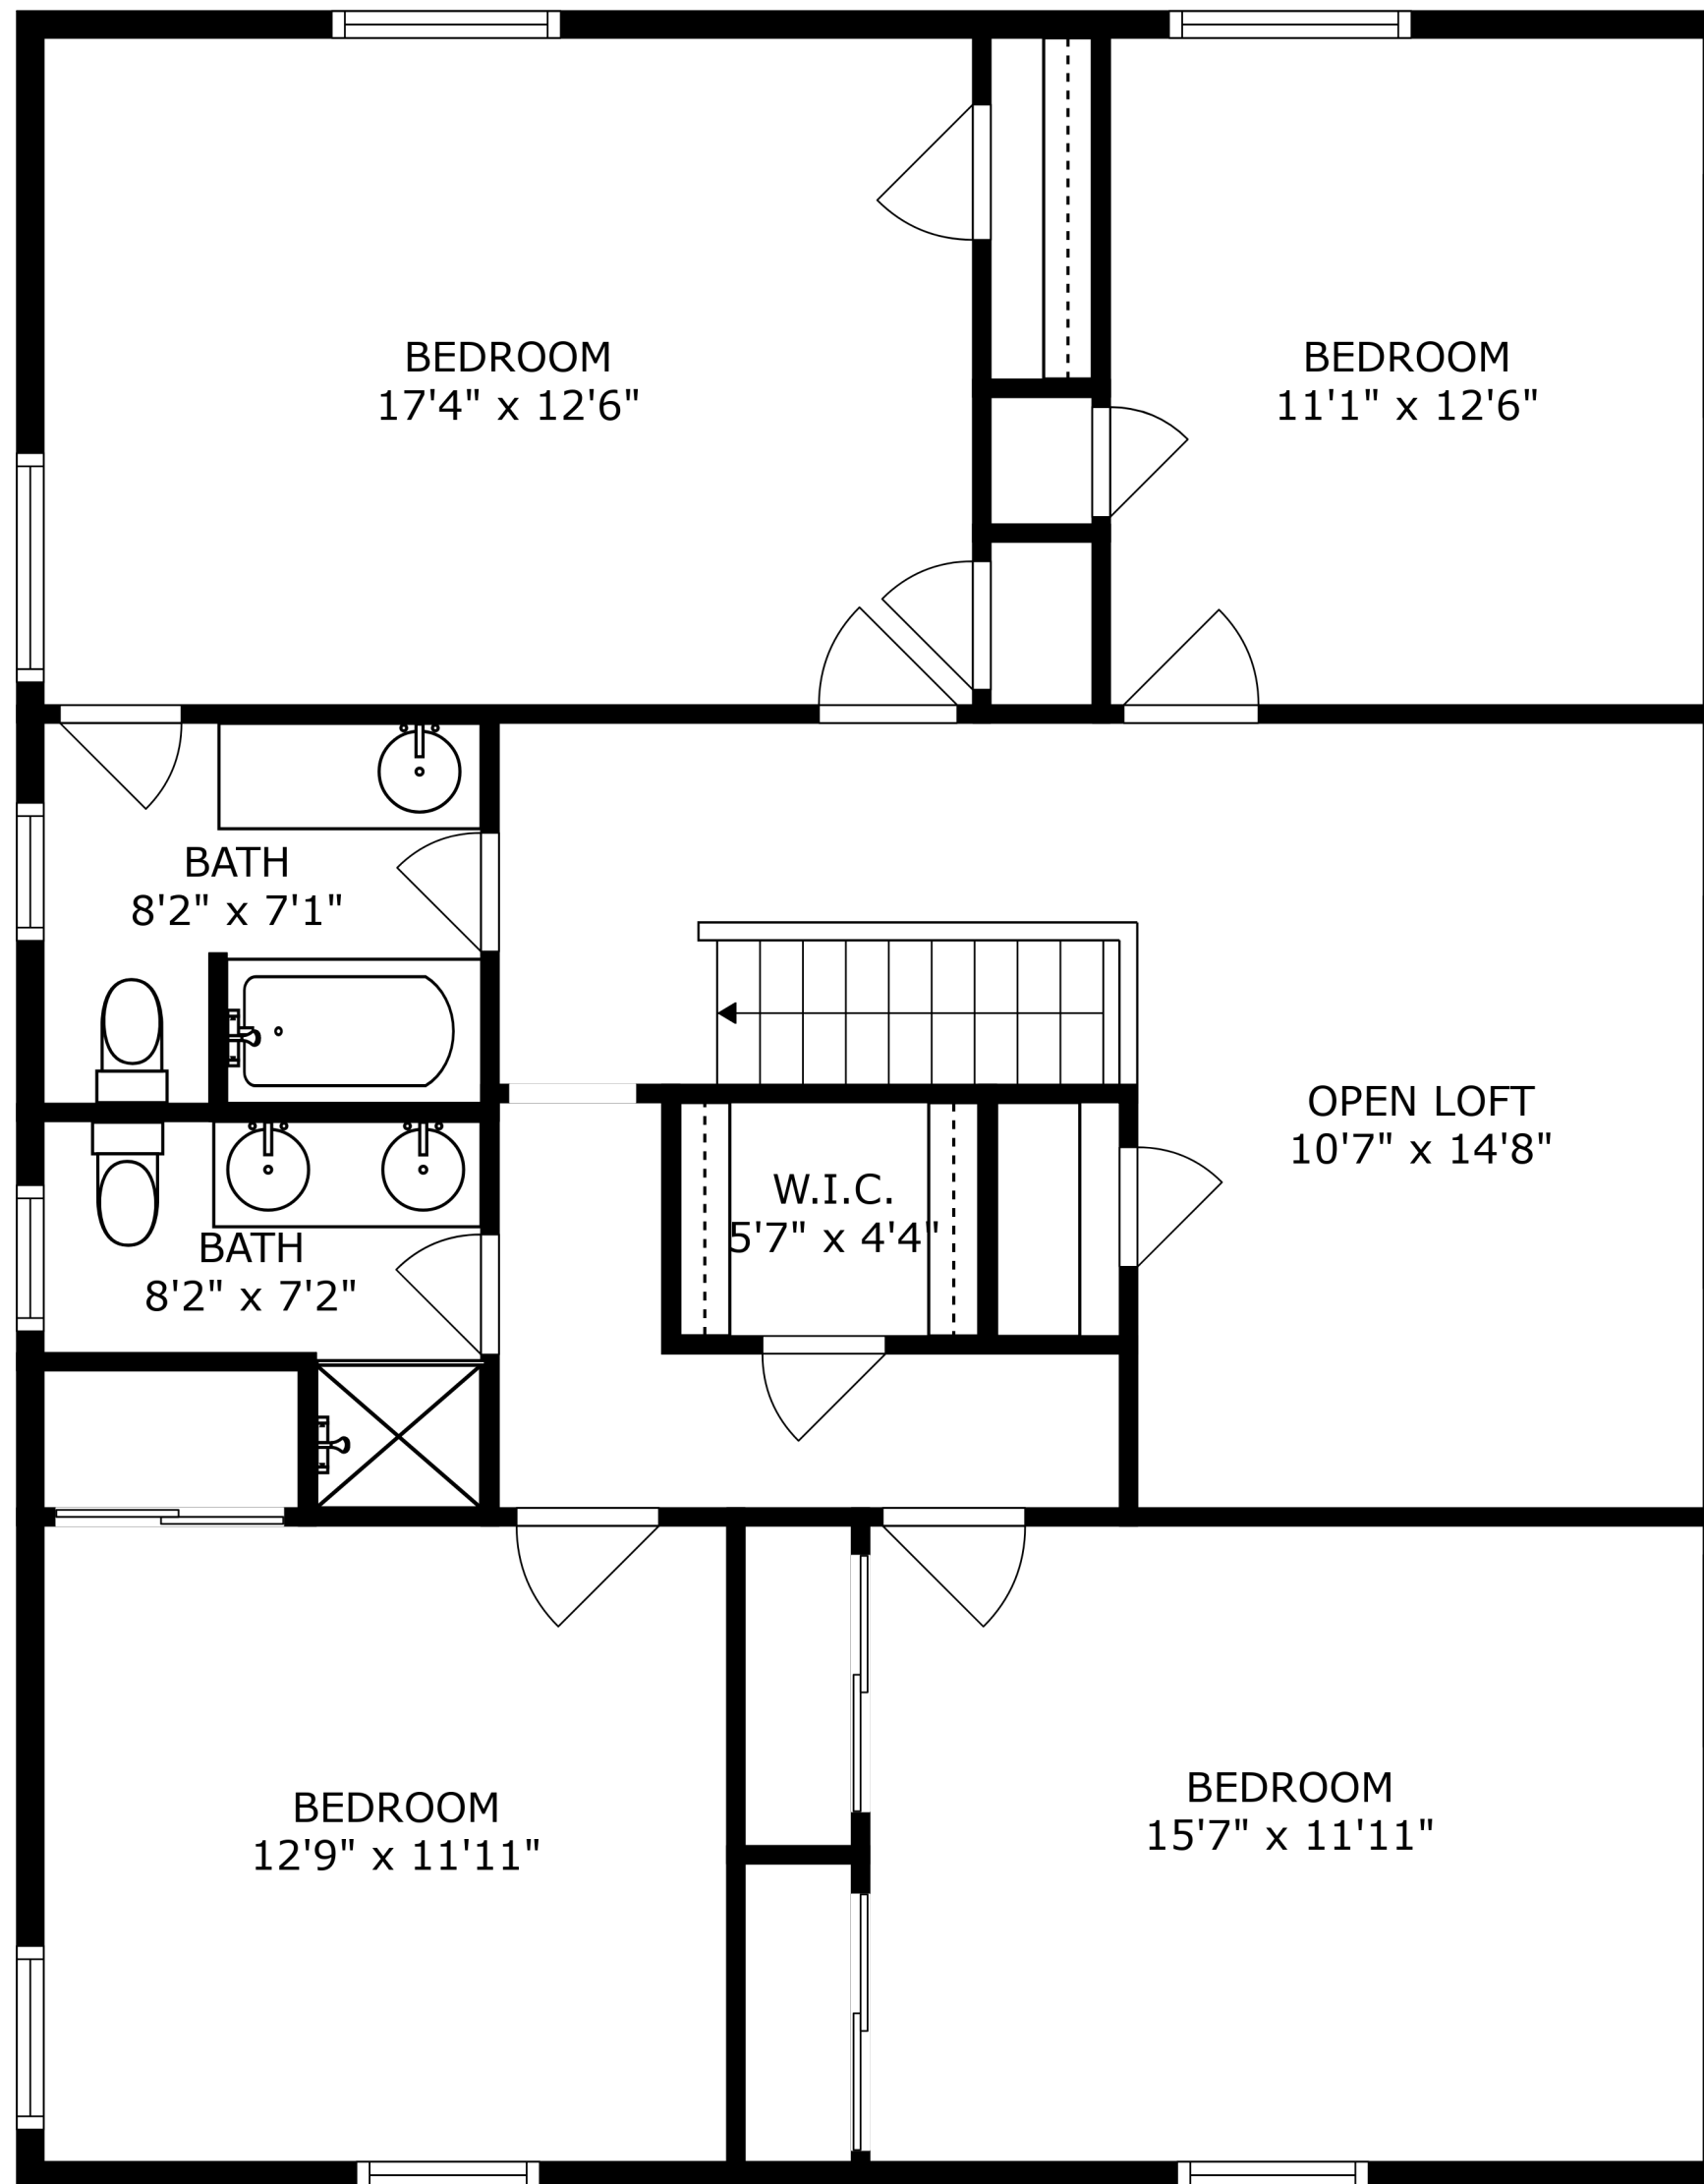 BEDROOM
17'4" x 12'6"
BEDROOM
11'1" x 12'6"
BATH
8'2" x 7'1"
OPEN LOFT
10'7" x 14'8"
W.I.C.
5'7" x 4'4"
BATH
8'2" x 7'2"
BEDROOM
12'9" x 11'11"
BEDROOM
15'7" x 11'11"